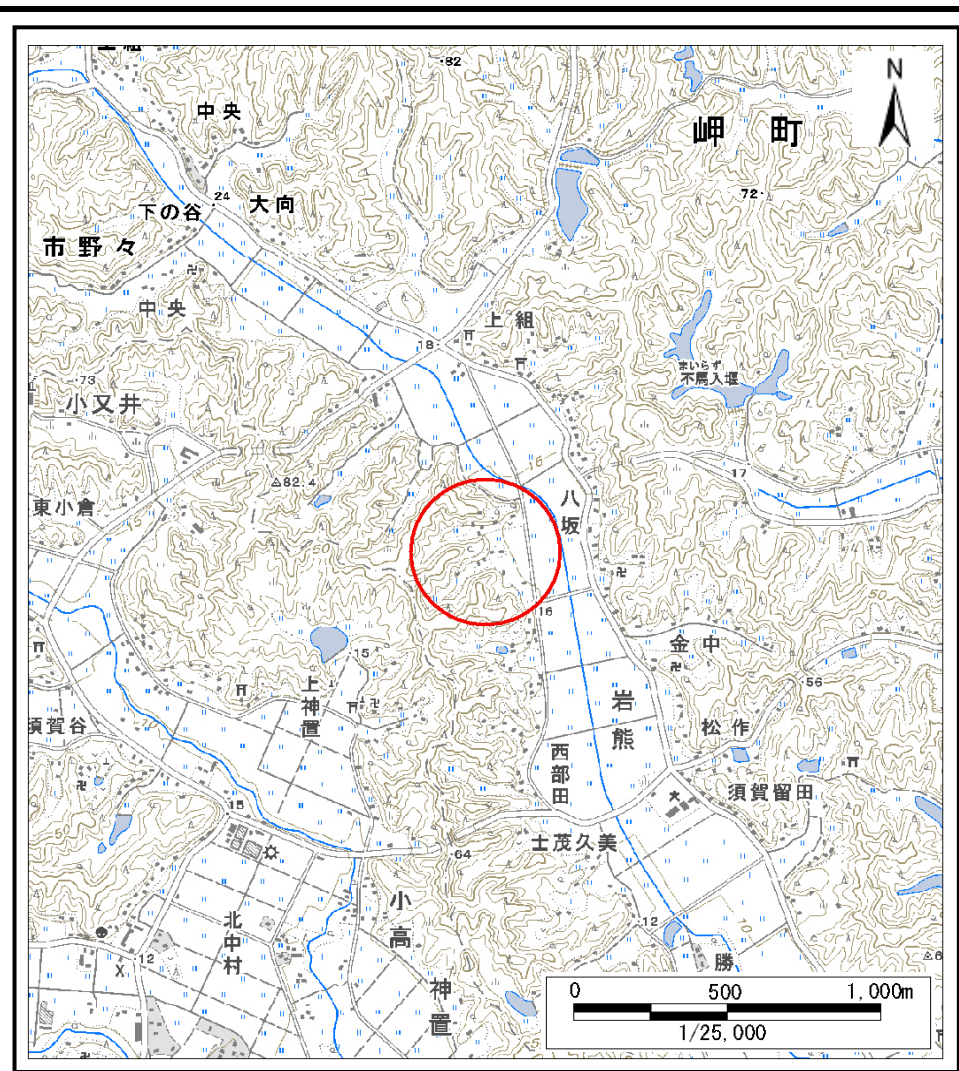 82
N
中央
岬町
24
72
下の谷
大向
市野々
中央
上組
18
まいらず
不馬入堰
73
小又井
17
16
82.4
東小倉
八坂
50
16
金中
15
56
上神置
岩熊
須賀谷
松作
西部田
須賀留田
15
士茂久美
64
小高
北中村
12
12
勝
神置
0
500
1,000m
1/25,000